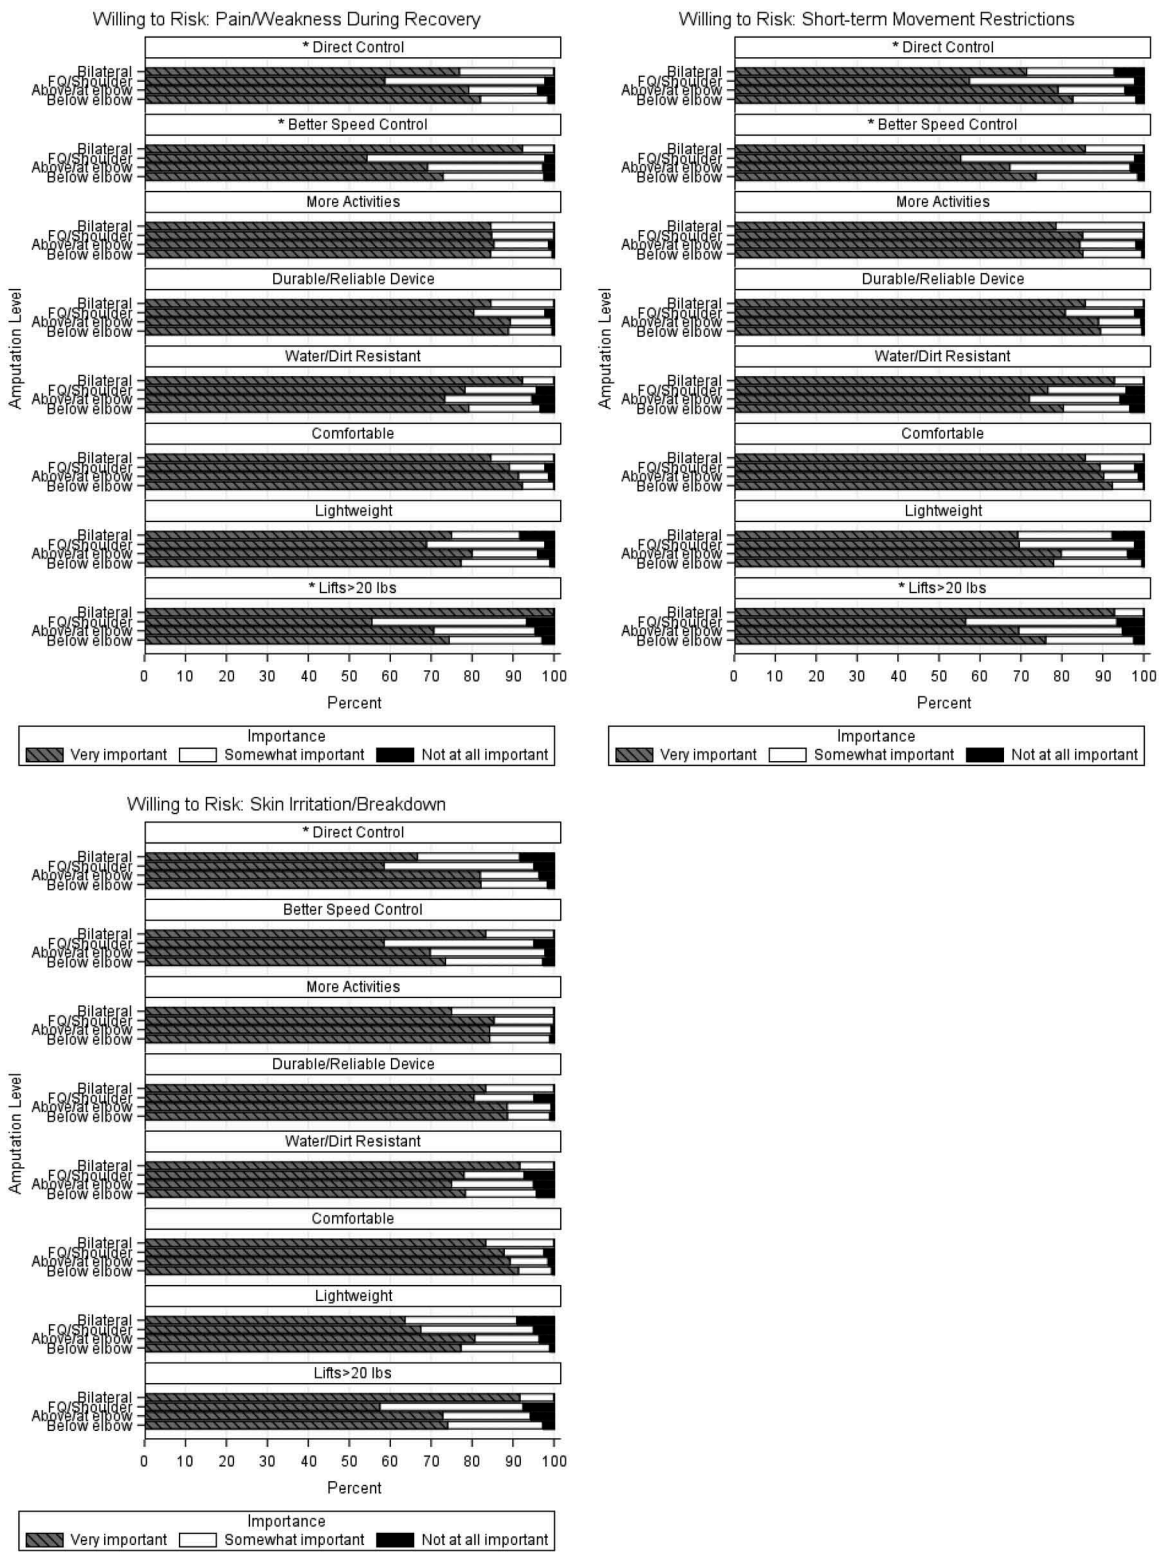 Willing to Risk: Pain/Weakness During Recovery
Amputation Level
* Direct Control
Bilateral
FQ/Shoulder
Above/at elbow
Below elbow
* Better Speed Control
Bilateral
FQ/Shoulder
Above/at elbow
Below elbow
More Activities
Bilateral
FQ/Shoulder
Above/at elbow
Below elbow
Durable/Reliable Device
Bilateral
FQ/Shoulder
Above/at elbow
Below elbow
Water/Dirt Resistant
Bilateral
FQ/Shoulder
Above/at elbow
Below elbow
Comfortable
Bilateral
FQ/Shoulder
Above/at elbow
Below elbow
Lightweight
Bilateral
FQ/Shoulder
Above/at elbow
Below elbow
* Lifts>20 lbs
Bilateral
FQ/Shoulder
Above/at elbow
Below elbow
0 10 20 30 40 50 60 70 80 90 100
Percent
Importance
Very important Somewhat important Not at all important
Willing to Risk: Short-term Movement Restrictions
Amputation Level
* Direct Control
Bilateral
FQ/Shoulder
Above/at elbow
Below elbow
* Better Speed Control
Bilateral
FQ/Shoulder
Above/at elbow
Below elbow
More Activities
Bilateral
FQ/Shoulder
Above/at elbow
Below elbow
Durable/Reliable Device
Bilateral
FQ/Shoulder
Above/at elbow
Below elbow
Water/Dirt Resistant
Bilateral
FQ/Shoulder
Above/at elbow
Below elbow
Comfortable
Bilateral
FQ/Shoulder
Above/at elbow
Below elbow
Lightweight
Bilateral
FQ/Shoulder
Above/at elbow
Below elbow
* Lifts>20 lbs
Bilateral
FQ/Shoulder
Above/at elbow
Below elbow
0 10 20 30 40 50 60 70 80 90 100
Percent
Importance
Very important Somewhat important Not at all important
Willing to Risk: Skin Irritation/Breakdown
Amputation Level
* Direct Control
Bilateral
FQ/Shoulder
Above/at elbow
Below elbow
Better Speed Control
Bilateral
FQ/Shoulder
Above/at elbow
Below elbow
More Activities
Bilateral
FQ/Shoulder
Above/at elbow
Below elbow
Durable/Reliable Device
Bilateral
FQ/Shoulder
Above/at elbow
Below elbow
Water/Dirt Resistant
Bilateral
FQ/Shoulder
Above/at elbow
Below elbow
Comfortable
Bilateral
FQ/Shoulder
Above/at elbow
Below elbow
Lightweight
Bilateral
FQ/Shoulder
Above/at elbow
Below elbow
Lifts>20 lbs
Bilateral
FQ/Shoulder
Above/at elbow
Below elbow
0 10 20 30 40 50 60 70 80 90 100
Percent
Importance
Very important Somewhat important Not at all important